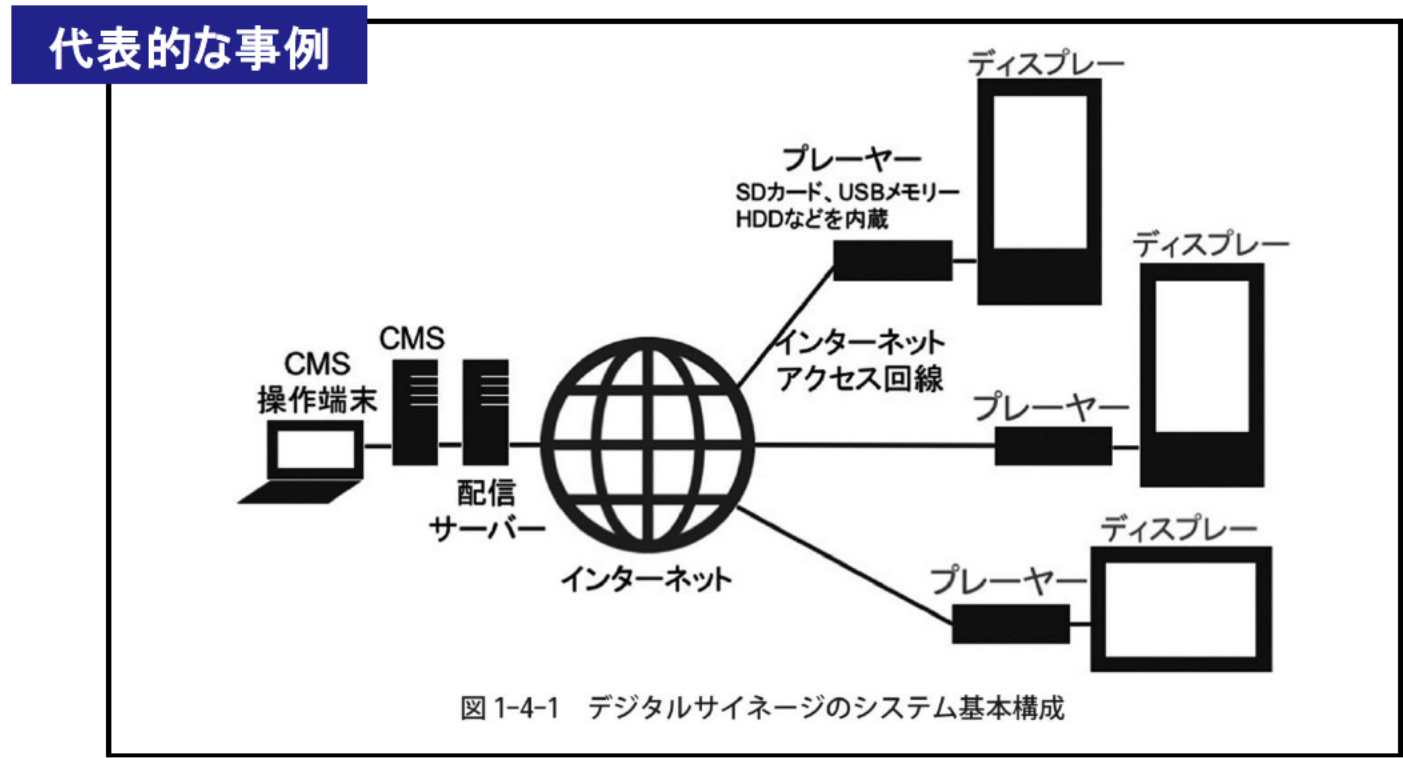 代表的な事例
ディスプレー
プレーヤー
SDカード、USBメモリー
HDDなどを内蔵
ディスプレー
CMS
CMS
操作端末
インターネット
アクセス回線
プレーヤー
配信
サーバー
ディスプレー
インターネット
プレーヤー
図 1-4-1　デジタルサイネージのシステム基本構成